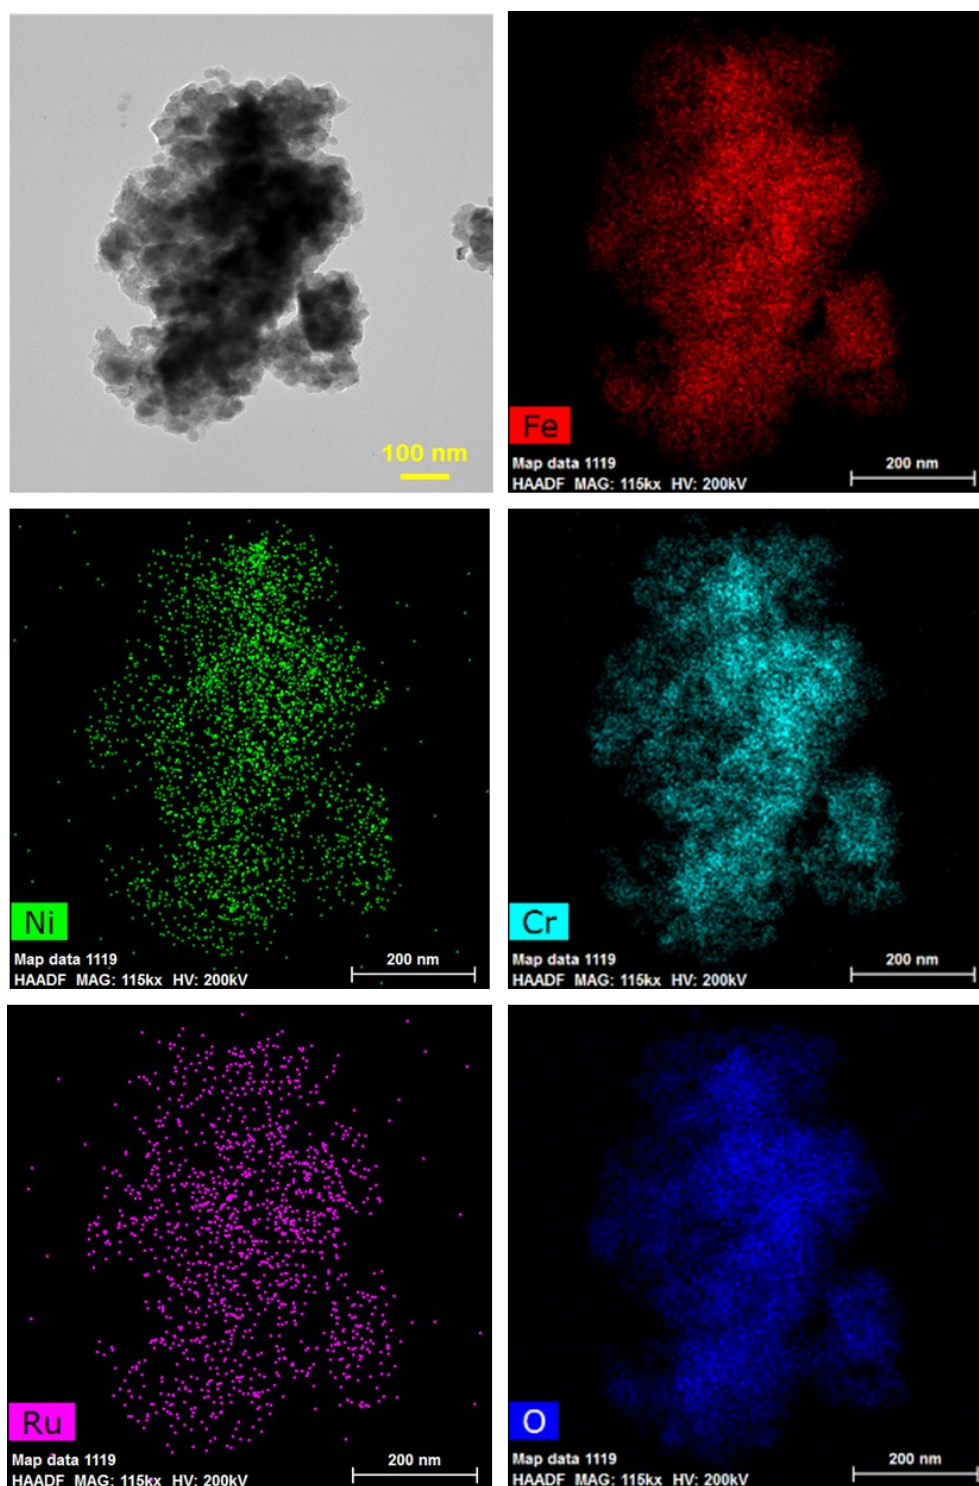 100 nm
Fe
Map data 1119
200 nm
HAADF MAG: 115kx HV: 200kV
Ni
Map data 1119
200 nm
HAADF MAG: 115kx HV: 200kV
Cr
Map data 1119
200 nm
HAADF MAG: 115kx HV: 200kV
Ru
Map data 1119
200 nm
HAADF MAG: 115kx HV: 200kV
O
Map data 1119
200 nm
HAADF MAG: 115kx HV: 200kV